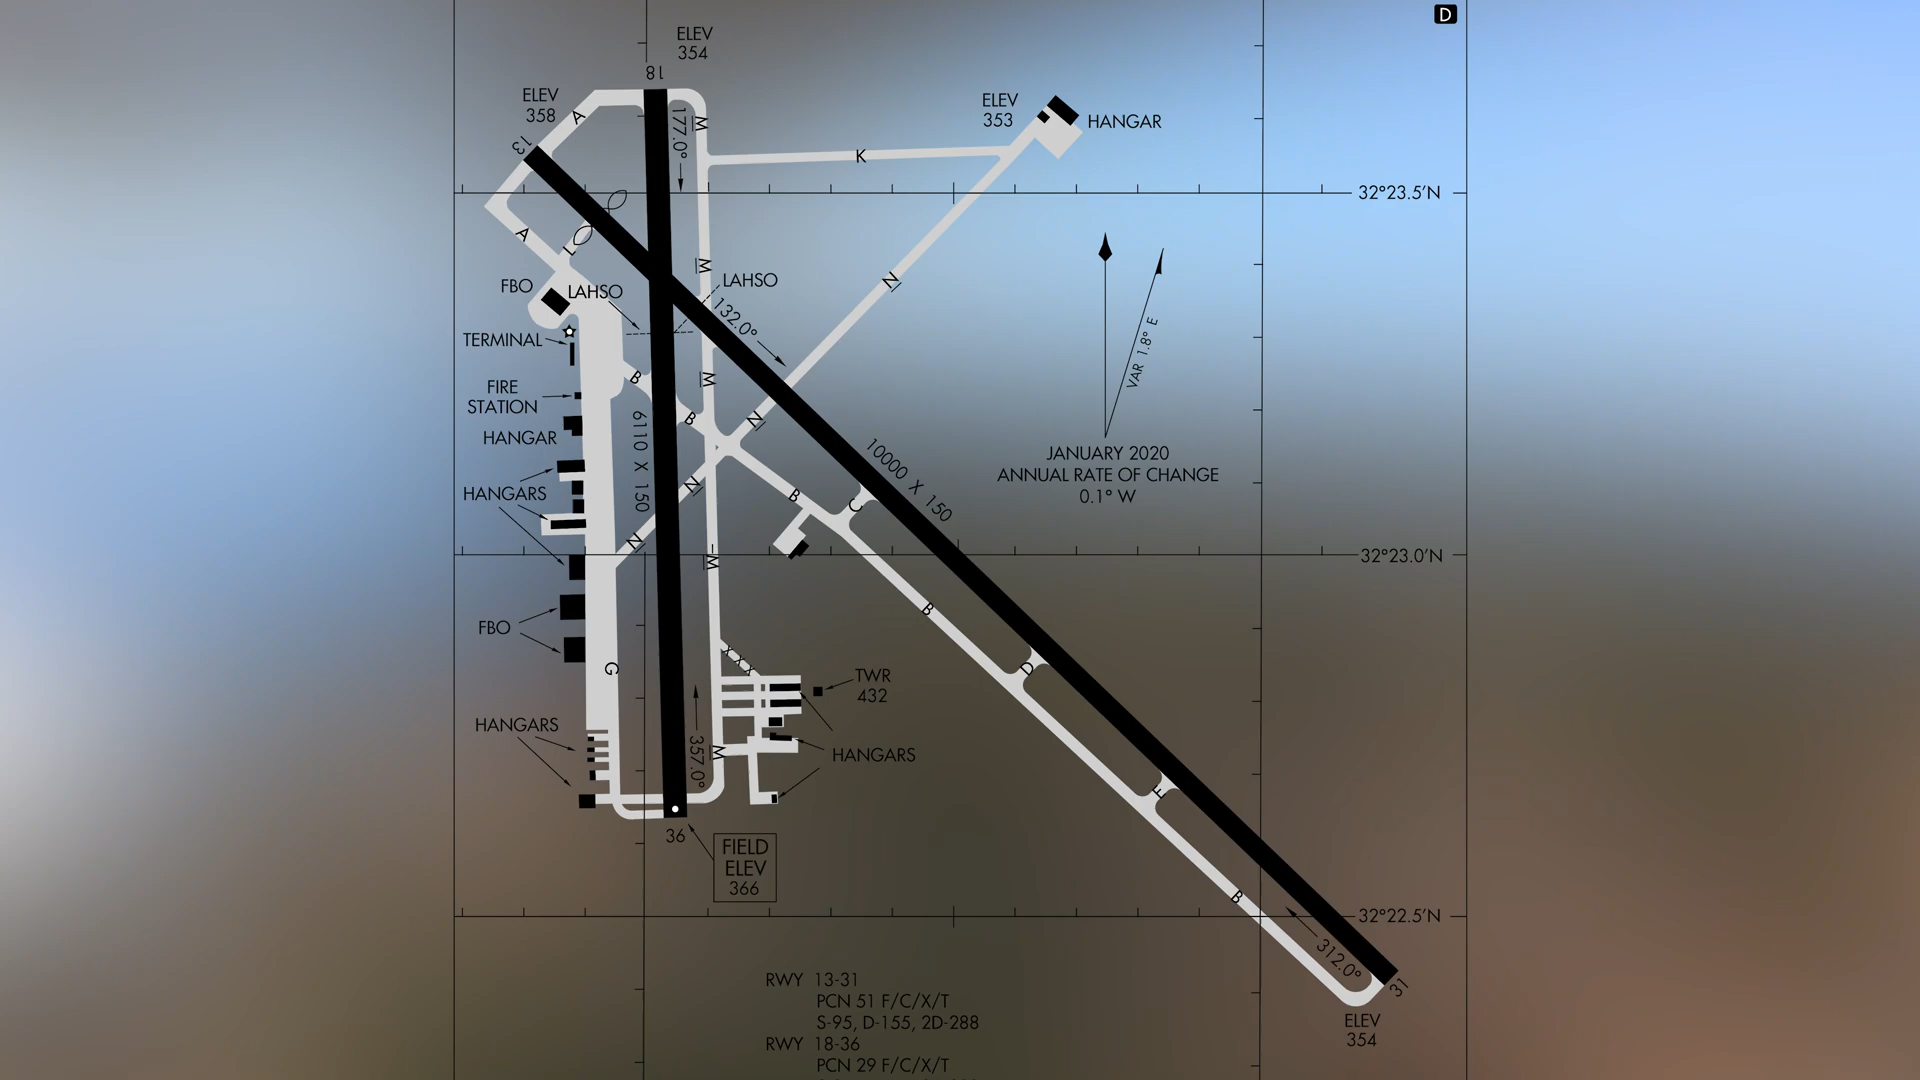 D
ELEV
354
18
ELEV
358
A
13
177.0°
M
ELEV
353
HANGAR
K
32°23.5'N
A
L
M
N
FBO
LAHSO
LAHSO
132.0°
VAR 1.8° E
TERMINAL
B
M
FIRE
STATION
B
N
HANGAR
6110 X 150
10000 X 150
JANUARY 2020
ANNUAL RATE OF CHANGE
0.1° W
HANGARS
N
B
C
N
M
32°23.0'N
B
FBO
G
X X X
D
TWR
432
HANGARS
357.0°
M
HANGARS
E
36
FIELD
ELEV
366
B
32°22.5'N
312.0°
31
RWY 13-31
PCN 51 F/C/X/T
S-95, D-155, 2D-288
ELEV
354
RWY 18-36
PCN 29 F/C/X/T